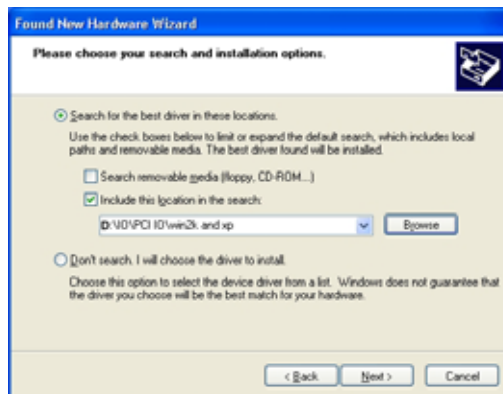 Found New Hardware Wizard
Please choose your search and installation options.
Search for the best driver in these locations.
Use the check boxes below to limit or expand the default search, which includes local
paths and removable media. The best driver found will be installed.
Search removable media (floppy, CD-ROM...)
Include this location in the search:
D:\IO\PCI IO\win2k and xp
Browse
Don't search. I will choose the driver to install.
Choose this option to select the device driver from a list. Windows does not guarantee that
the driver you choose will be the best match for your hardware.
< Back
Next >
Cancel